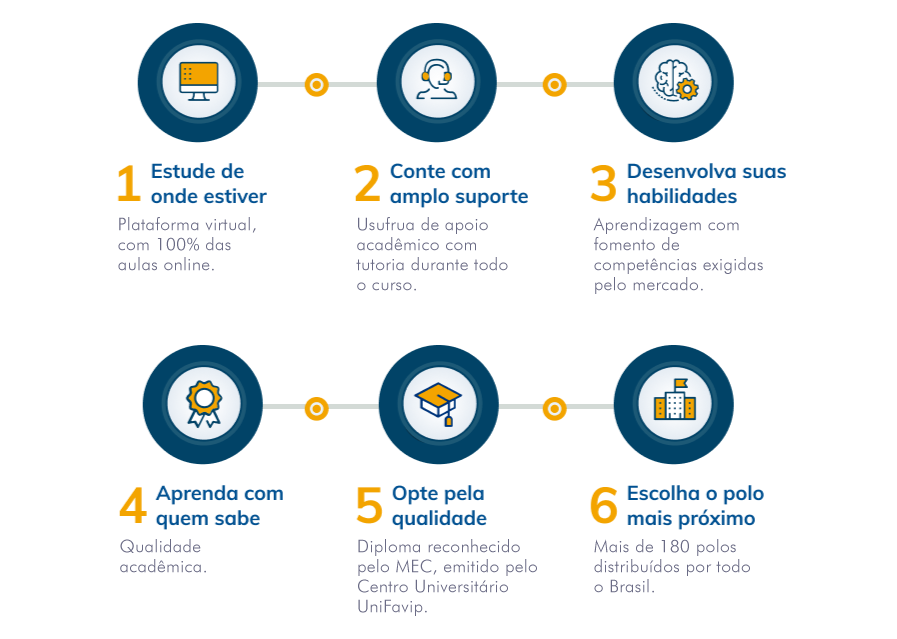 1 Estude de
onde estiver
Plataforma virtual,
com 100% das
aulas online.
2 Conte com
amplo suporte
Usufrua de apoio
acadêmico com
tutoria durante todo
o curso.
3 Desenvolva suas
habilidades
Aprendizagem com
fomento de
competências exigidas
pelo mercado.
4 Aprenda com
quem sabe
Qualidade
acadêmica.
5 Opte pela
qualidade
Diploma reconhecido
pelo MEC, emitido pelo
Centro Universitário
UniFavip.
6 Escolha o polo
mais próximo
Mais de 180 polos
distribuídos por todo
o Brasil.